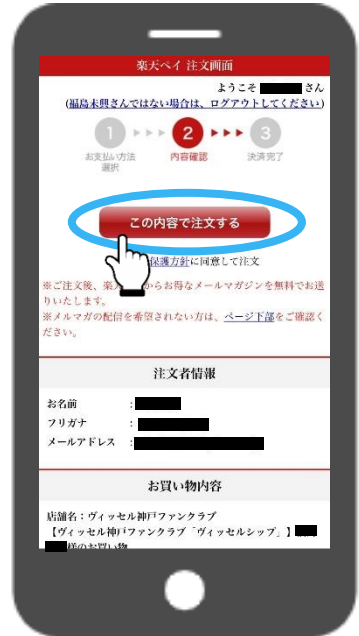 楽天ペイ 注文画面
ようこそ さん
(福島未興さんではない場合は、ログアウトしてください)
1 2 3
お支払い方法選択 内容確認 決済完了
この内容で注文する
保護方針に同意して注文
※ご注文後、楽天 からお得なメールマガジンを無料でお送
りいたします。
※メルマガの配信を希望されない方は、ページ下部をご確認く
ださい。
注文者情報
お名前 :
フリガナ :
メールアドレス :
お買い物内容
店舗名:ヴィッセル神戸ファンクラブ
【ヴィッセル神戸ファンクラブ「ヴィッセルシップ」】
様のお買い物